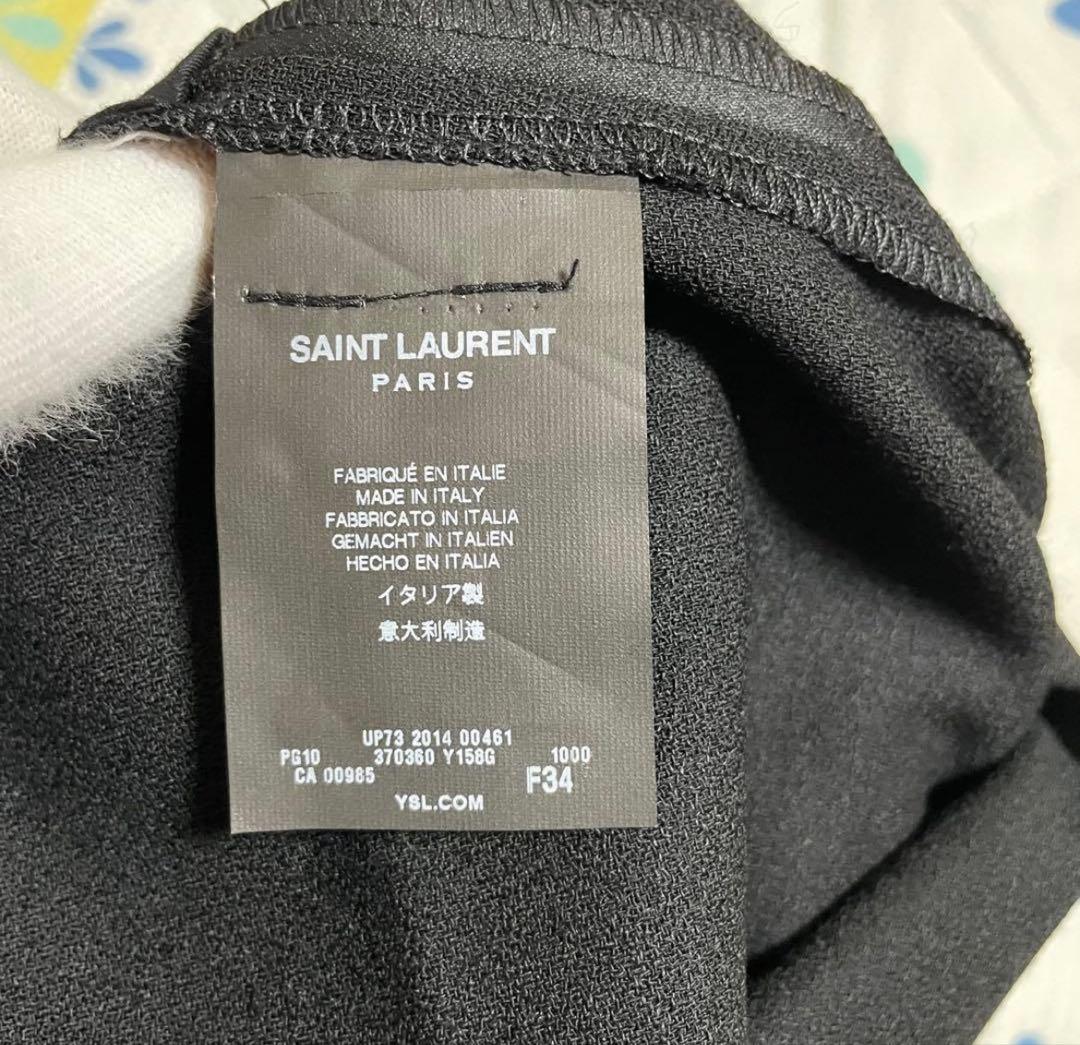 SAINT LAURENT
PARIS
FABRIQUÉ EN ITALIE
MADE IN ITALY
FABBRICATO IN ITALIA
GEMACHT IN ITALIEN
HECHO EN ITALIA
イタリア製
意大利制造
UP73 2014 00461
PG10 370360 Y158G 1000
CA 00985 F34
YSL.COM